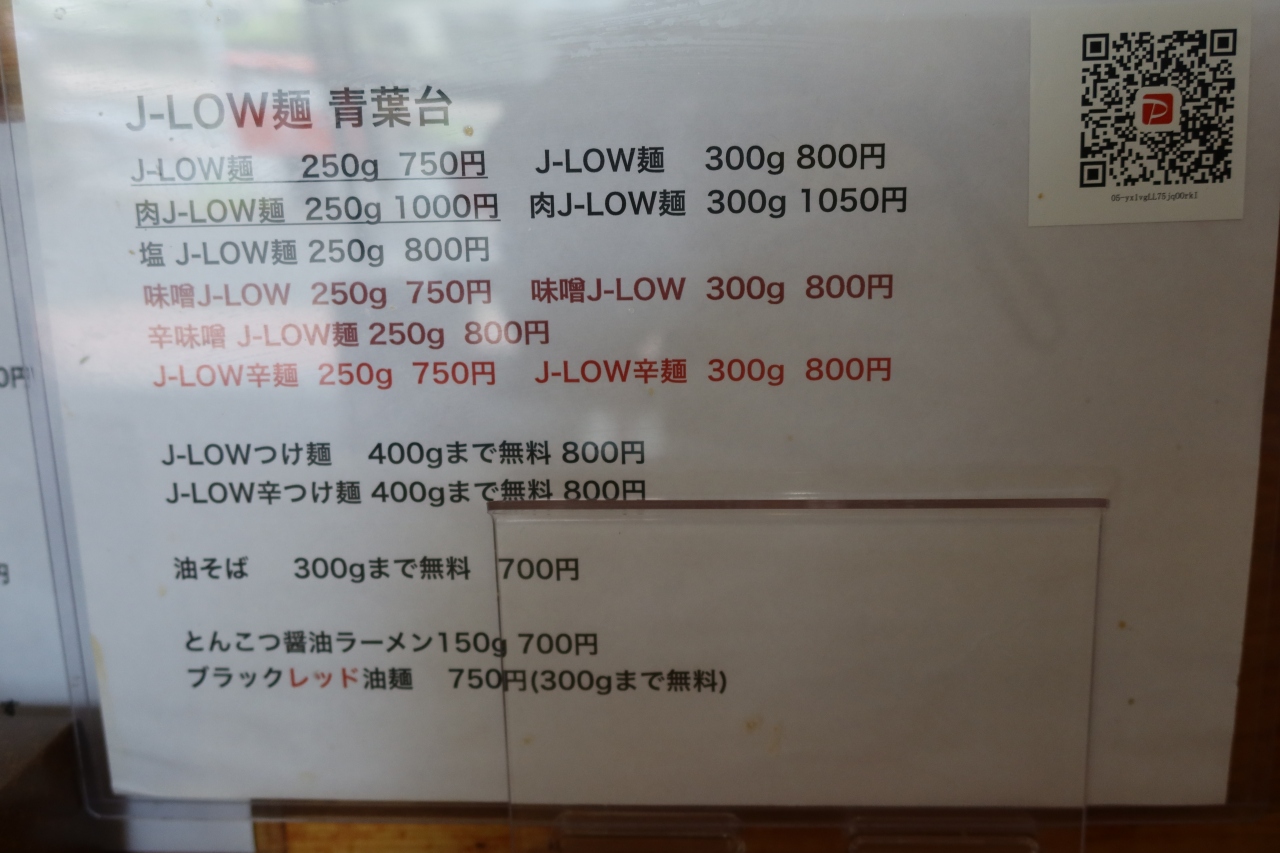 J-LOW麺 青葉台
J-LOW麺 250g 750円 J-LOW麺 300g 800円
肉J-LOW麺 250g 1000円 肉J-LOW麺 300g 1050円
塩 J-LOW麺 250g 800円
味噌J-LOW 250g 750円 味噌J-LOW 300g 800円
辛味噌 J-LOW麺 250g 800円
J-LOW辛麺 250g 750円 J-LOW辛麺 300g 800円
J-LOWつけ麺 400gまで無料 800円
J-LOW辛つけ麺 400gまで無料 800円
油そば 300gまで無料 700円
とんこつ醤油ラーメン150g 700円
ブラックレッド油麺 750円(300gまで無料)
0円
円